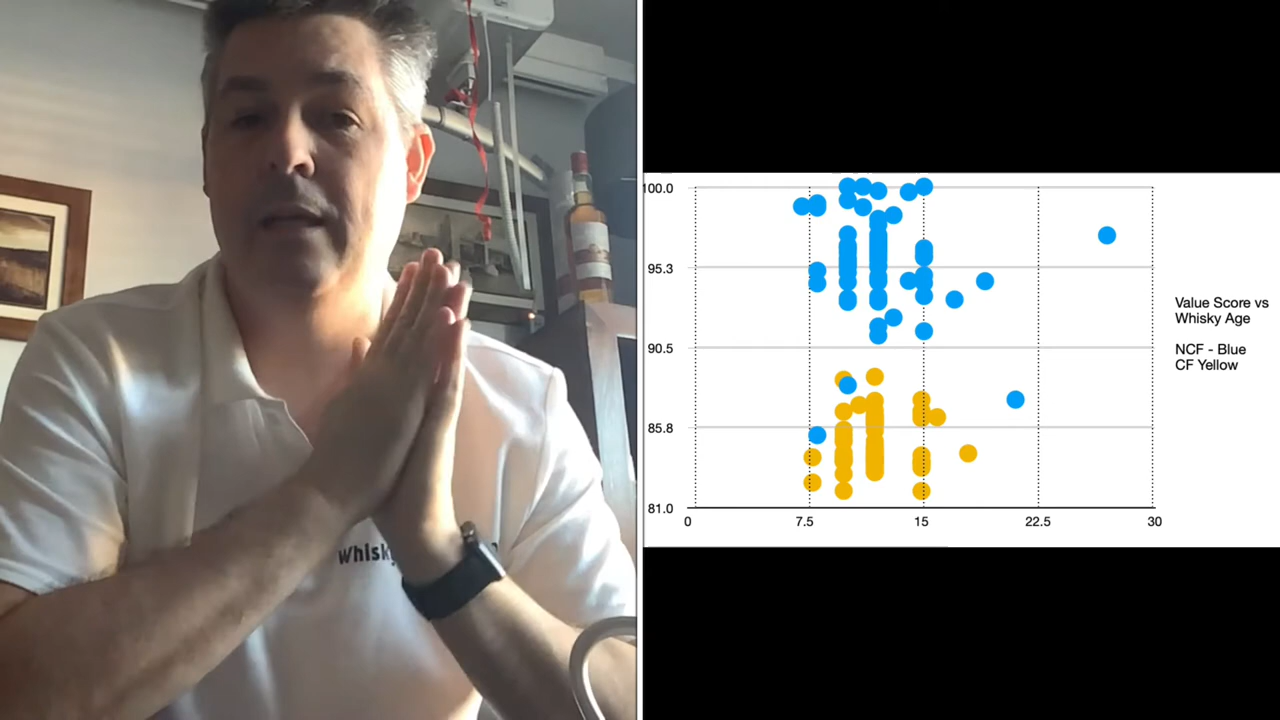 Whisk
100.0
95.3
90.5
85.8
81.0
0 7.5 15 22.5 30
Value Score vs
Whisky Age
NCF - Blue
CF Yellow